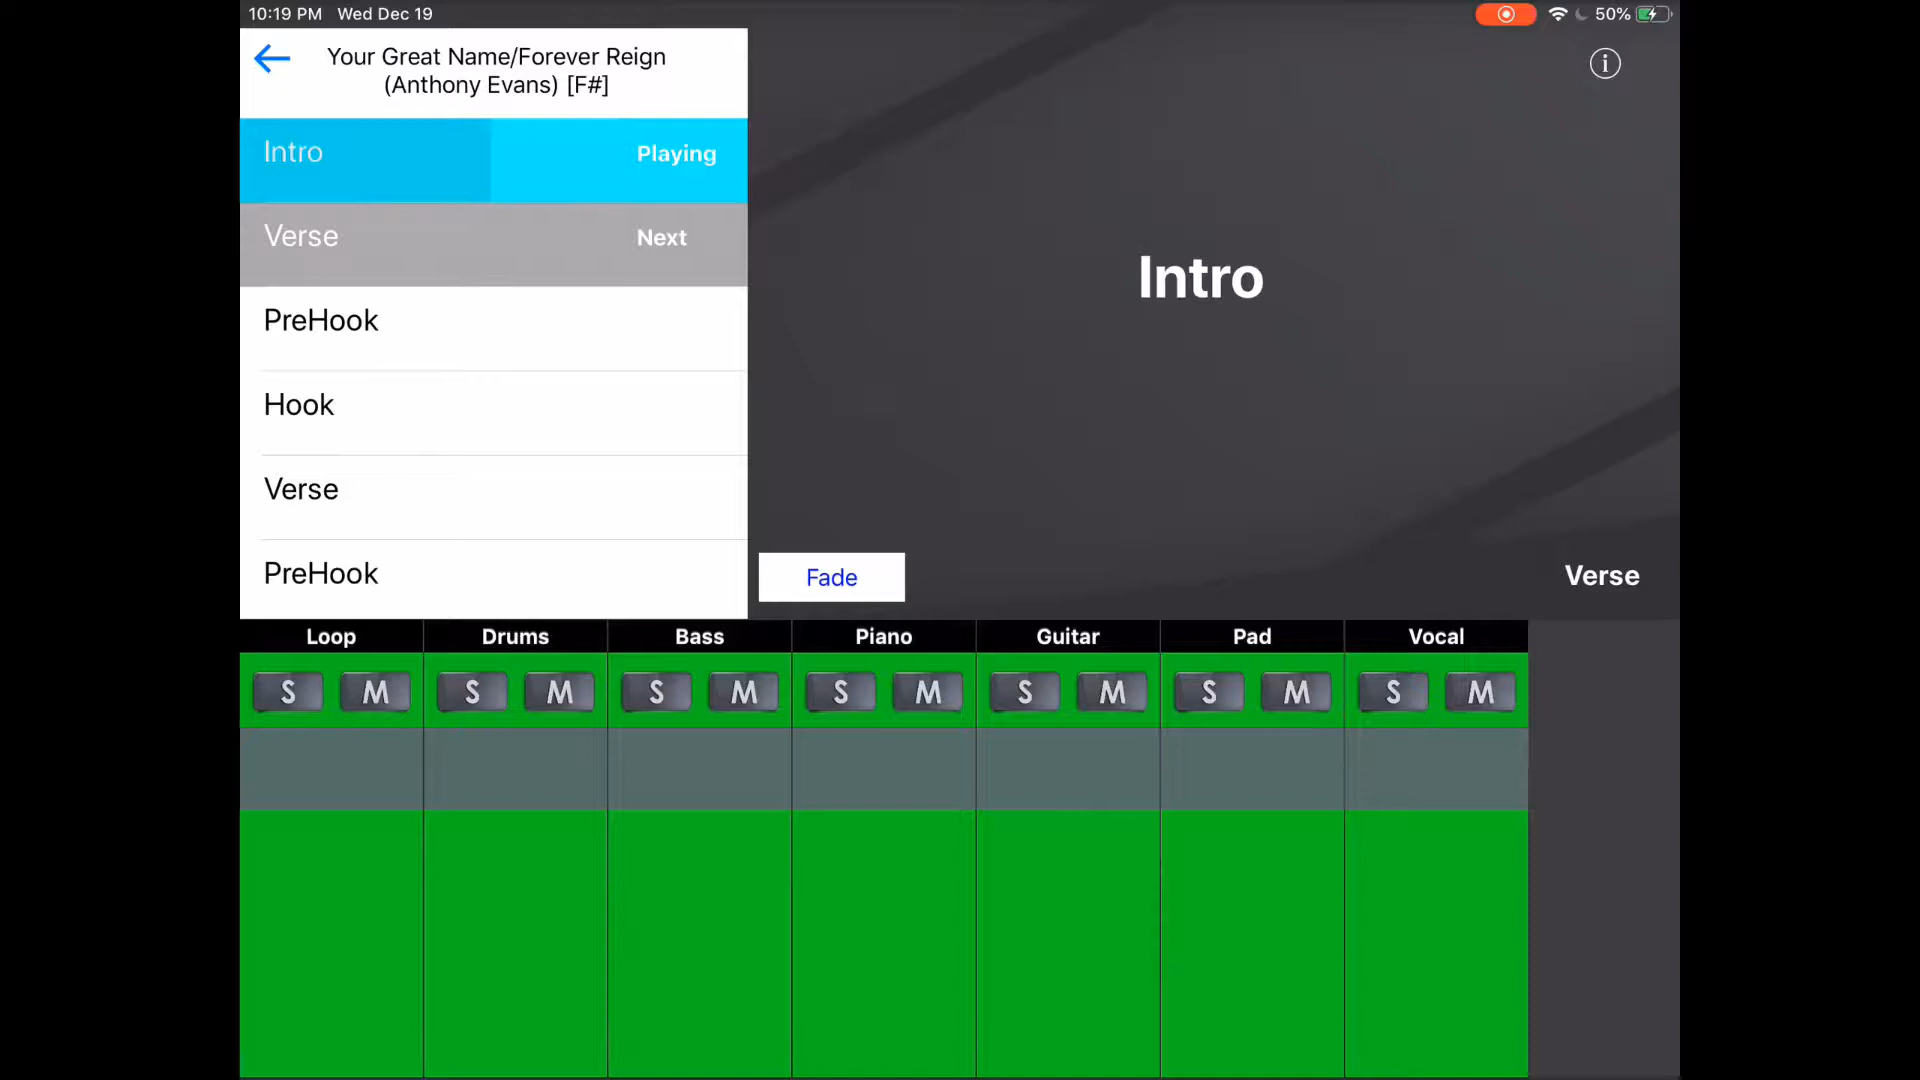 10:19 PM Wed Dec 19
50%
Your Great Name/Forever Reign
(Anthony Evans) [F#]
Intro Playing
Verse Next
PreHook
Hook
Verse
PreHook
i
Intro
Fade
Verse
Loop Drums Bass Piano Guitar Pad Vocal
S M S M S M S M S M S M S M